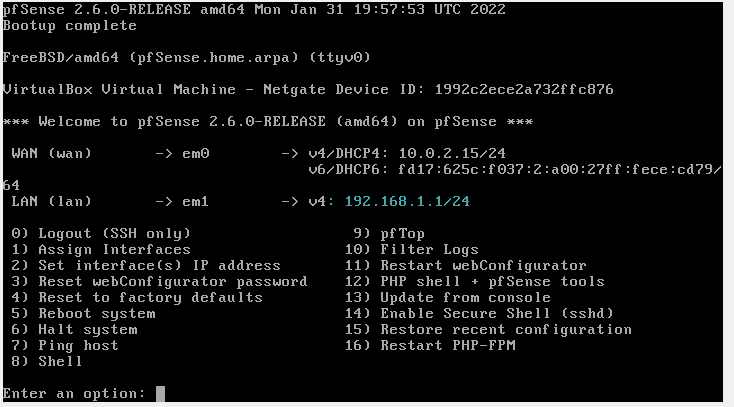 pfSense 2.6.0-RELEASE amd64 Mon Jan 31 19:57:53 UTC 2022
Bootup complete
FreeBSD/amd64 (pfSense.home.arpa) (ttyv0)
VirtualBox Virtual Machine - Netgate Device ID: 1992c2ece2a732ffc876
*** Welcome to pfSense 2.6.0-RELEASE (amd64) on pfSense ***
WAN (wan) -> em0 -> v4/DHCP4: 10.0.2.15/24
v6/DHCP6: fd17:625c:f037:2:a00:27ff:fece:cd79/
64
LAN (lan) -> em1 -> v4: 192.168.1.1/24
0) Logout (SSH only) 9) pfTop
1) Assign Interfaces 10) Filter Logs
2) Set interface(s) IP address 11) Restart webConfigurator
3) Reset webConfigurator password 12) PHP shell + pfSense tools
4) Reset to factory defaults 13) Update from console
5) Reboot system 14) Enable Secure Shell (sshd)
6) Halt system 15) Restore recent configuration
7) Ping host 16) Restart PHP-FPM
8) Shell
Enter an option: